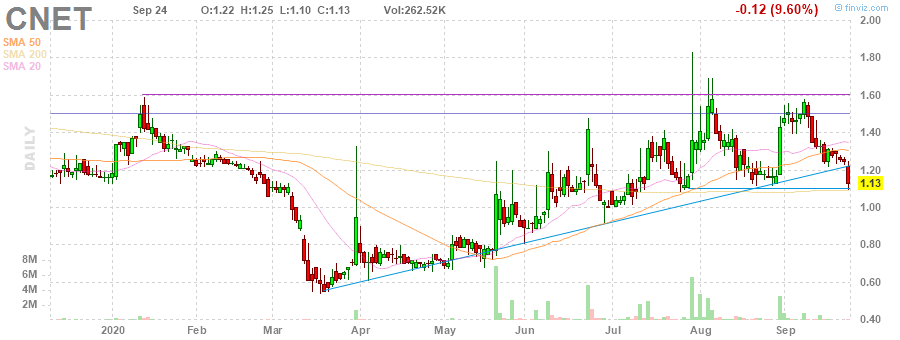 CNET
Sep 24 O:1.22 H:1.25 L:1.10 C:1.13 Vol:262.52K -0.12 (9.60%)
finviz.com
SMA 50
SMA 200
SMA 20
DAILY
2.00
1.80
1.60
1.40
1.20
1.13
1.00
0.80
0.60
0.40
8M
6M
4M
2M
2020 Feb Mar Apr May Jun Jul Aug Sep